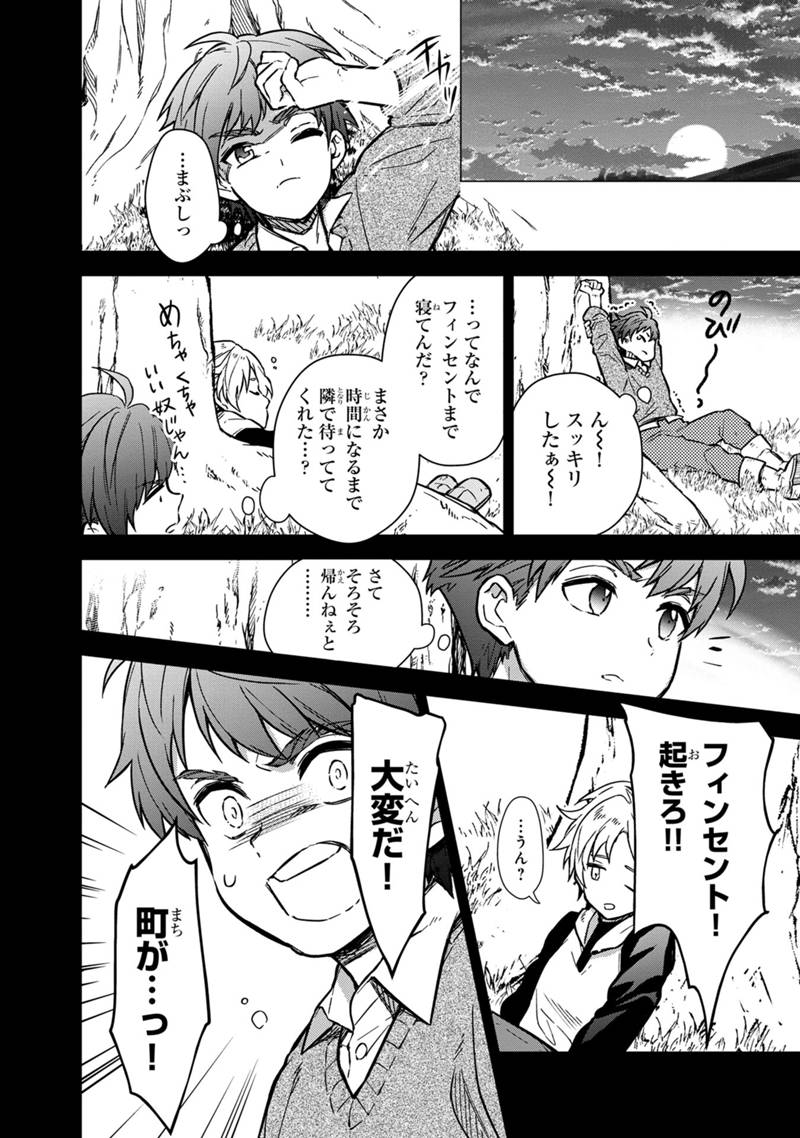 チカッ
…まぶしっ
のび〜
ん〜！
スッキリ
したぁ〜！
…ってなんで
フィンセントまで
寝てんだ？
まさか
時間になるまで
隣で待ってて
くれた…？
めちゃくちゃ
いい奴じゃん…
さて
そろそろ
帰んねぇと
………
フィンセント！
起きろ!!
…うん？
大変だ！
町が…っ！